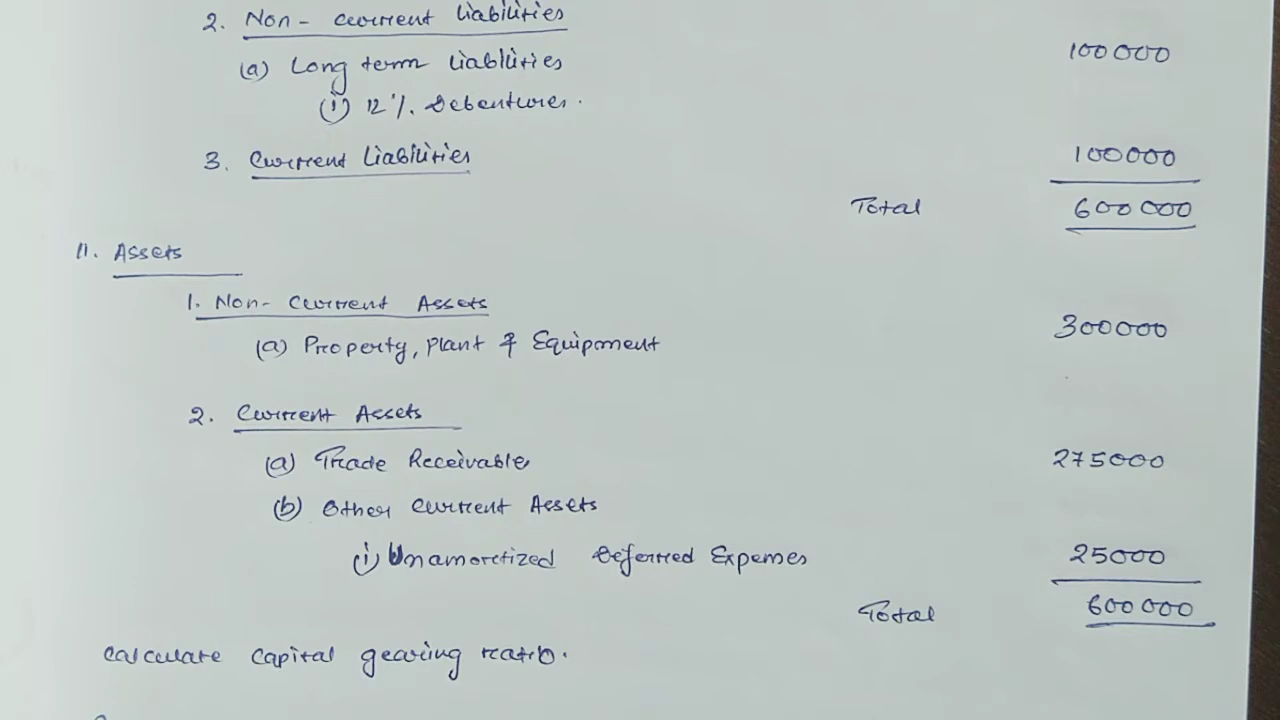 2. Non-current liabilities
(a) Long term liabilities 100000
(i) 12%. Debentures.
3. Current Liabilities 100000
Total 600000
II. Assets
1. Non-Current Assets
(a) Property, Plant & Equipment 300000
2. Current Assets
(a) Trade Receivable 275000
(b) Other current Assets
(i) Unamortized Deferred Expenses 25000
Total 600000
calculate capital gearing ratio.